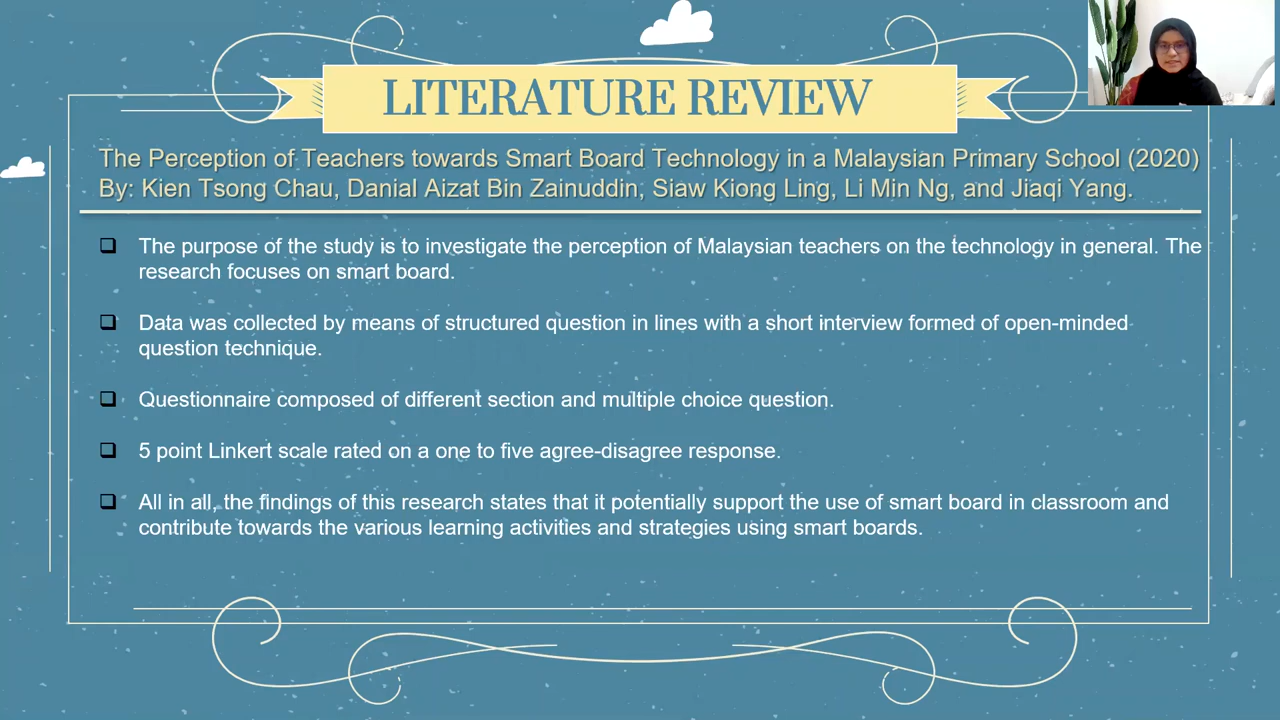 LITERATURE REVIEW
The Perception of Teachers towards Smart Board Technology in a Malaysian Primary School (2020)
By: Kien Tsong Chau, Danial Aizat Bin Zainuddin, Siaw Kiong Ling, Li Min Ng, and Jiaqi Yang.
The purpose of the study is to investigate the perception of Malaysian teachers on the technology in general. The
research focuses on smart board.
Data was collected by means of structured question in lines with a short interview formed of open-minded
question technique.
Questionnaire composed of different section and multiple choice question.
5 point Linkert scale rated on a one to five agree-disagree response.
All in all, the findings of this research states that it potentially support the use of smart board in classroom and
contribute towards the various learning activities and strategies using smart boards.